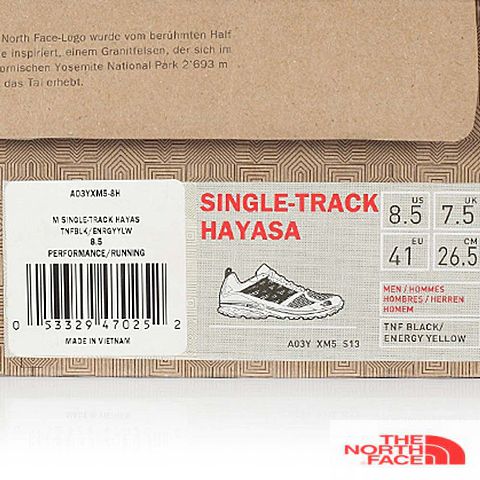 North Face-Logo wurde vom berühmten Half
e inspiriert, einem Granitfelsen, der sich im
ornischen Yosemite National Park 2'693 m
das Tal erhebt.
A03YXM5-8H
M SINGLE-TRACK HAYAS
TNFBLK/ENRGYYLW
8.5
PERFORMANCE/RUNNING
0 53329 47025 2
MADE IN VIETNAM
SINGLE-TRACK
HAYASA
US UK
8.5 7.5
EU CM
41 26.5
MEN / HOMMES
HOMBRES / HERREN
HOMEM
TNF BLACK/
ENERGY YELLOW
A03Y XM5 S13
THE
NORTH
FACE